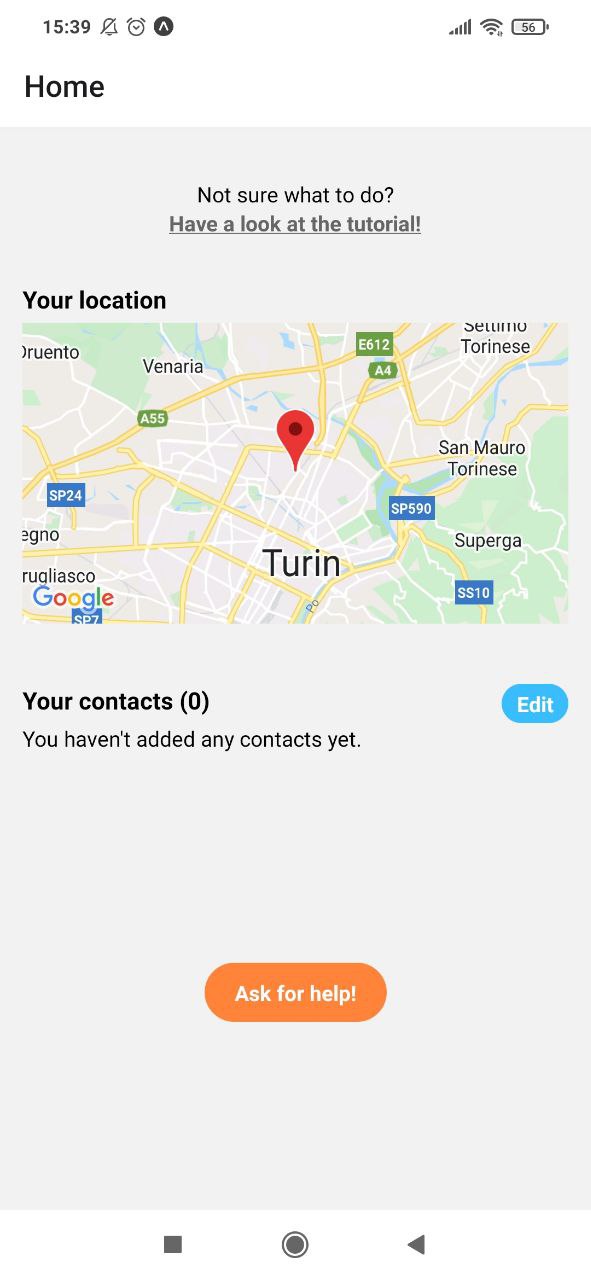 15:39
56
Home
Not sure what to do?
Have a look at the tutorial!
Your location
Settimo
Torinese
E612
Druento
Venaria
A4
A55
San Mauro
Torinese
SP24
SP590
egno
Superga
Turin
rugliasco
SS10
Google
Po
SP7
Your contacts (0)
Edit
You haven't added any contacts yet.
Ask for help!